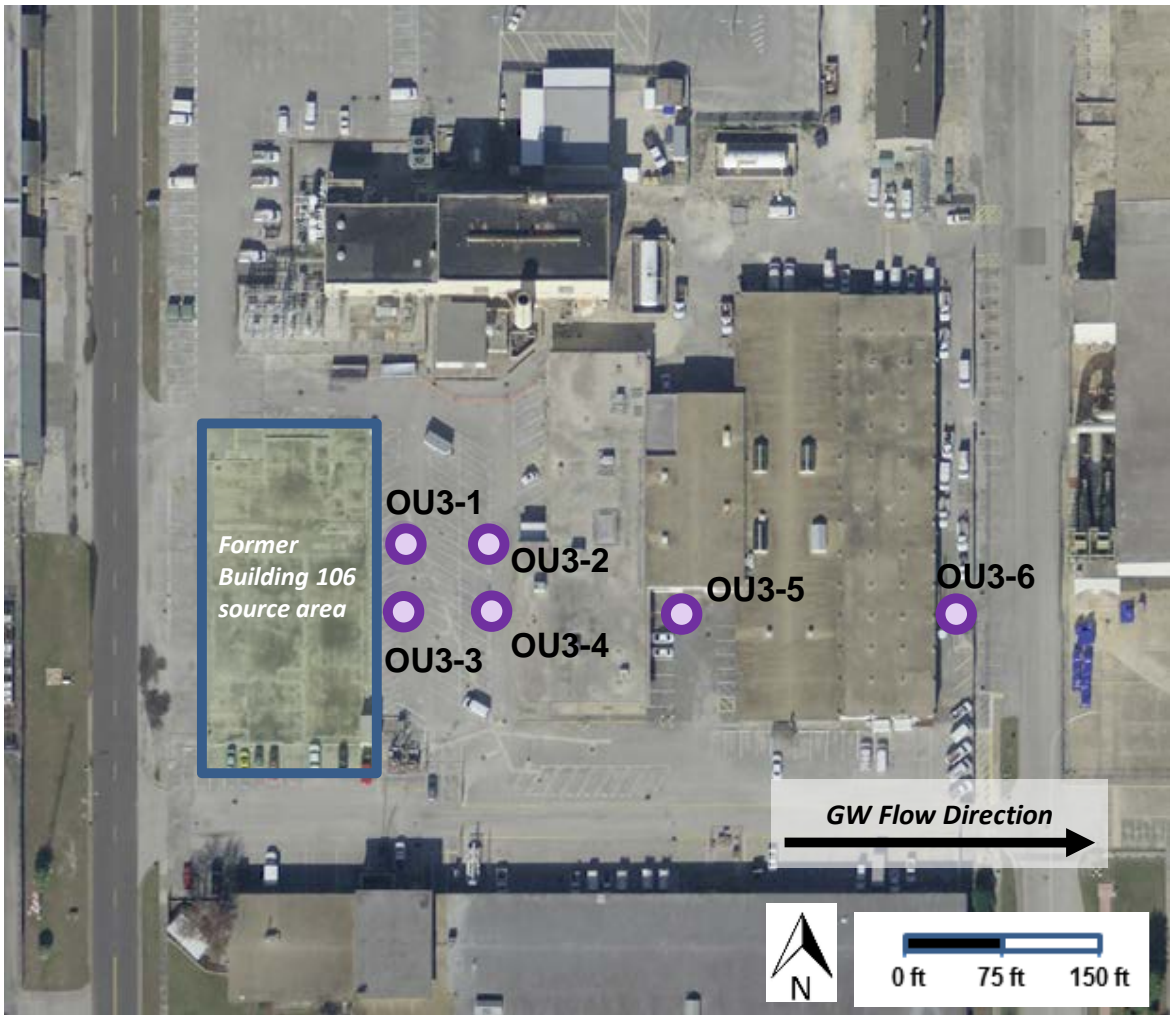 OU3-1
Former
Building 106
source area
OU3-2
OU3-5
OU3-6
OU3-3
OU3-4
GW Flow Direction
N
0 ft 75 ft 150 ft